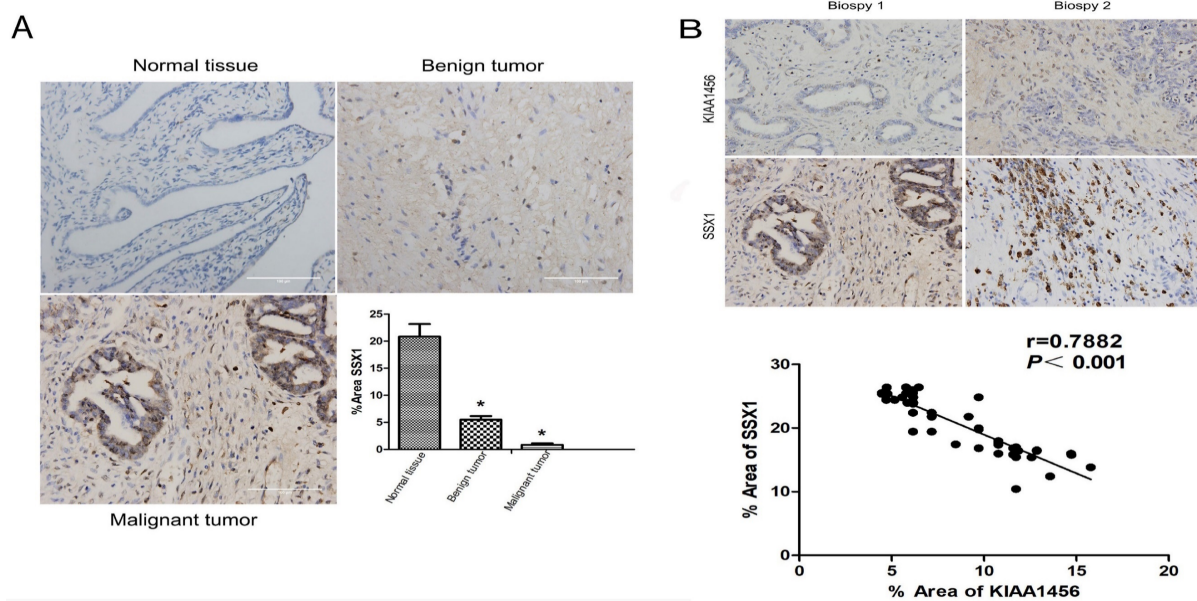 A
Normal tissue
Benign tumor
Malignant tumor
%Area SSX1
25
20
15
10
5
0
*
*
Normal tissue
Benign tumor
Malignant tumor
B
Biospy 1
Biospy 2
KIAA1456
SSX1
r=0.7882
P< 0.001
% Area of SSX1
30
20
10
0
0
5
10
15
20
% Area of KIAA1456